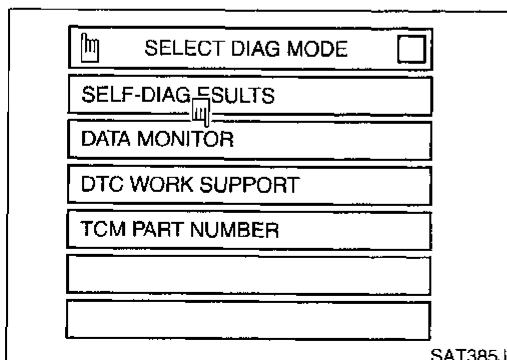 SELECT DIAG MODE
SELF-DIAG ESULTS
DATA MONITOR
DTC WORK SUPPORT
TCM PART NUMBER
SAT385J